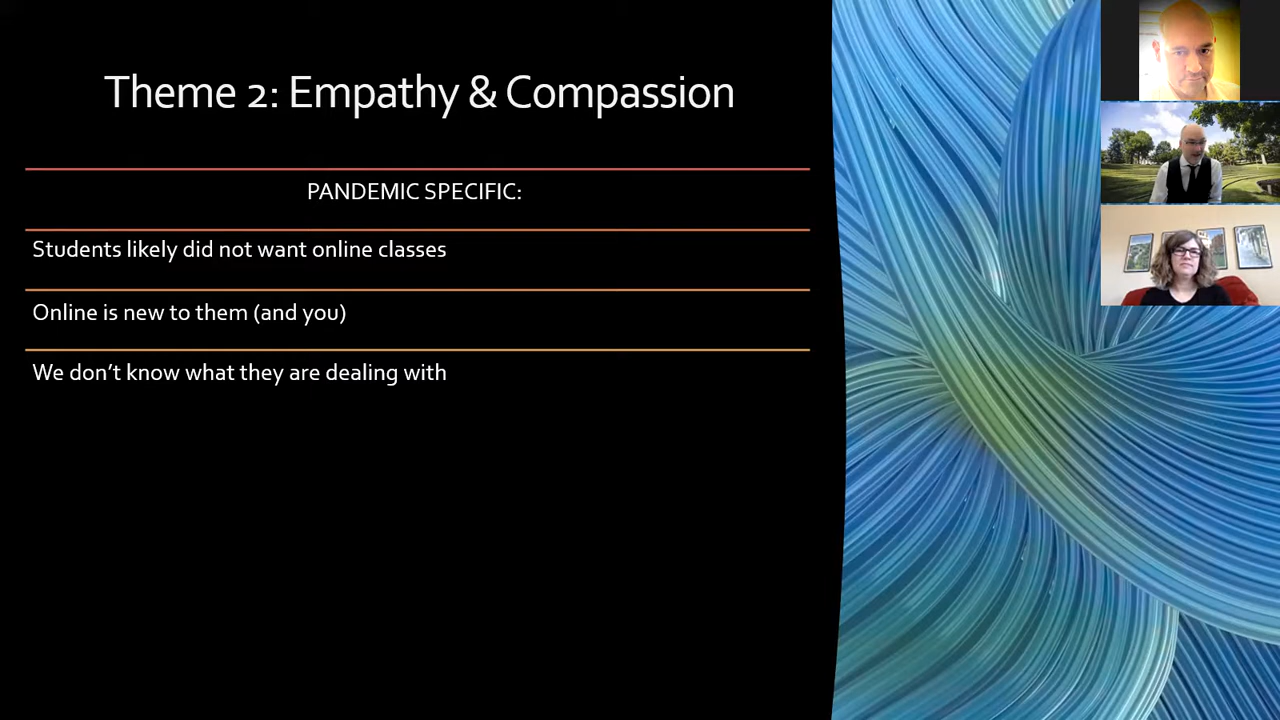 Theme 2: Empathy & Compassion
PANDEMIC SPECIFIC:
Students likely did not want online classes
Online is new to them (and you)
We don’t know what they are dealing with